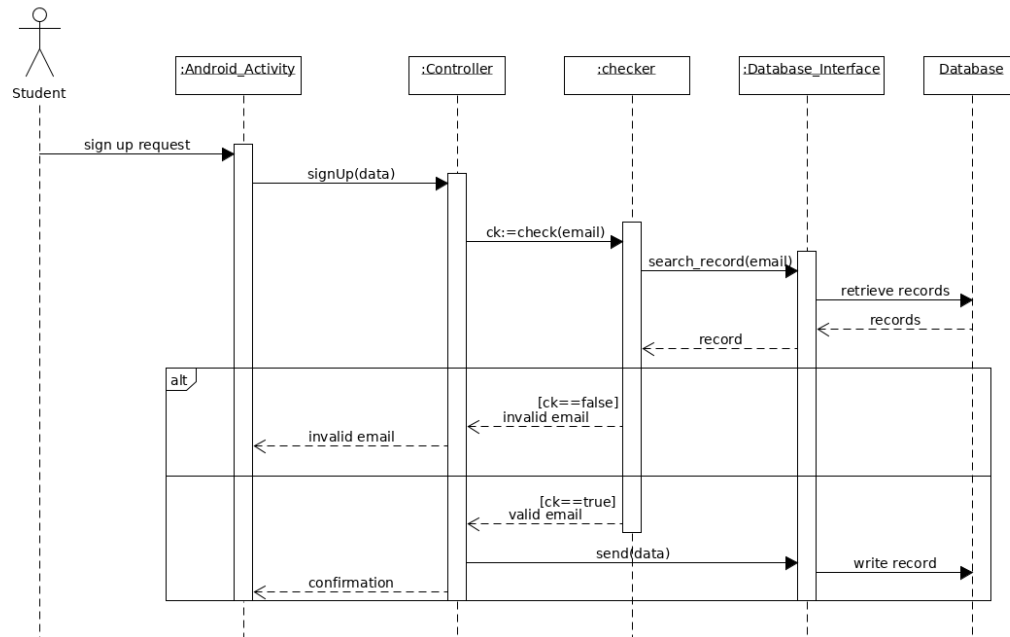 Student
:Android_Activity
:Controller
:checker
:Database_Interface
Database
sign up request
signUp(data)
ck:=check(email)
search_record(email)
retrieve records
records
record
alt
[ck==false]
invalid email
invalid email
[ck==true]
valid email
send(data)
write record
confirmation